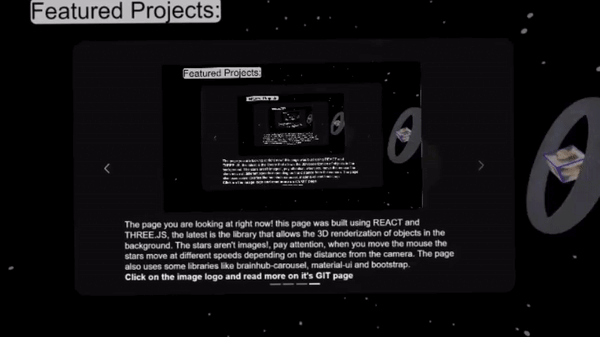 Featured Projects:
Featured Projects:
The page you are looking at right now! this page was built using REACT and
THREE.JS, the latest is the library that allows the 3D renderization of objects in the
background. The stars aren't images!, pay attention, when you move the mouse the
stars move at different speeds depending on the distance from the camera. The page
also uses some libraries like brainhub-carousel, material-ui and bootstrap.
Click on the image logo and read more on it's GIT page